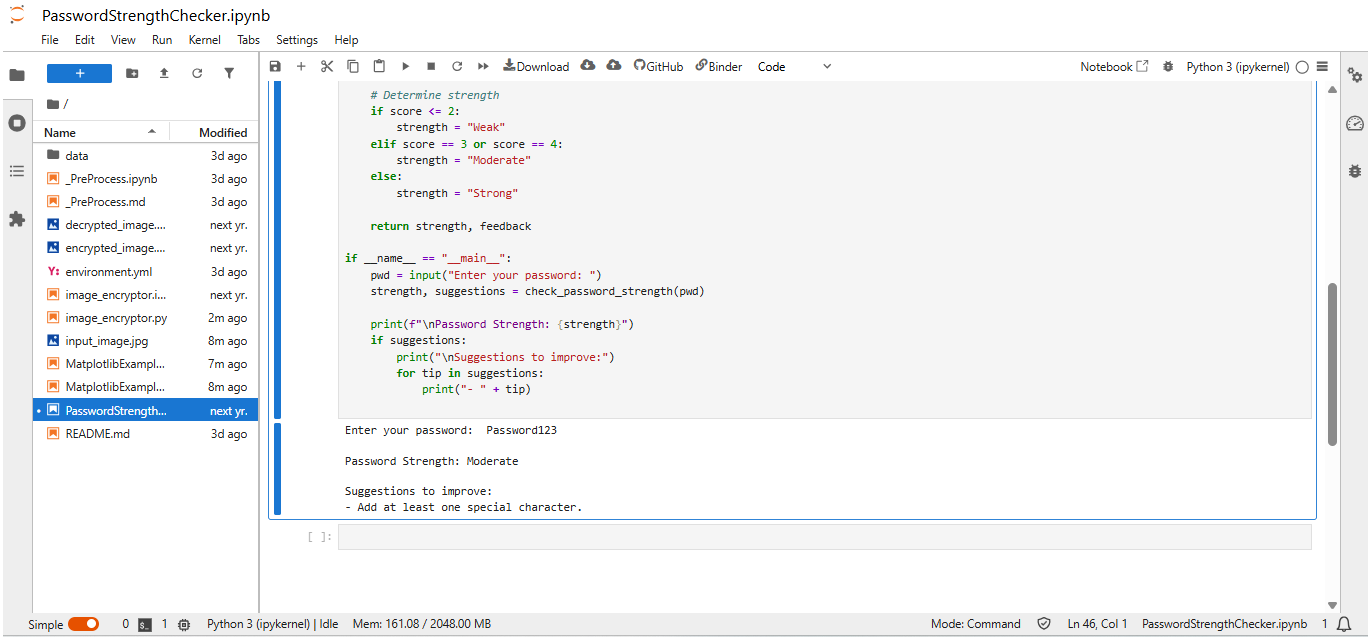 PasswordStrengthChecker.ipynb
File Edit View Run Kernel Tabs Settings Help
+ Download GitHub Binder Code Notebook Python 3 (ipykernel)
/
Name Modified
data 3d ago
_PreProcess.ipynb 3d ago
_PreProcess.md 3d ago
decrypted_image.... next yr.
encrypted_image.... next yr.
Y: environment.yml 3d ago
image_encryptor.i... next yr.
image_encryptor.py 2m ago
input_image.jpg 8m ago
MatplotlibExampl... 7m ago
MatplotlibExampl... 8m ago
PasswordStrength... next yr.
README.md 3d ago
# Determine strength
if score <= 2:
strength = "Weak"
elif score == 3 or score == 4:
strength = "Moderate"
else:
strength = "Strong"
return strength, feedback
if __name__ == "__main__":
pwd = input("Enter your password: ")
strength, suggestions = check_password_strength(pwd)
print(f"\nPassword Strength: {strength}")
if suggestions:
print("\nSuggestions to improve:")
for tip in suggestions:
print("- " + tip)
Enter your password:  Password123
Password Strength: Moderate
Suggestions to improve:
- Add at least one special character.
[ ]:
Simple 0 $_ 1 Python 3 (ipykernel) | Idle Mem: 161.08 / 2048.00 MB Mode: Command Ln 46, Col 1 PasswordStrengthChecker.ipynb 1